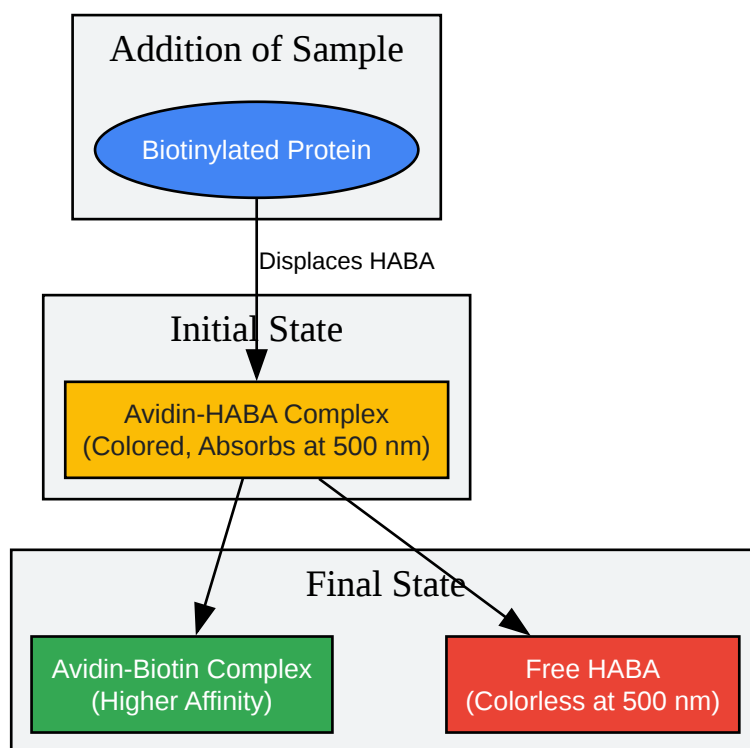 Addition of Sample
Biotinylated Protein
Displaces HABA
Initial State
Avidin-HABA Complex
(Colored, Absorbs at 500 nm)
Final State
Avidin-Biotin Complex
(Higher Affinity)
Free HABA
(Colorless at 500 nm)